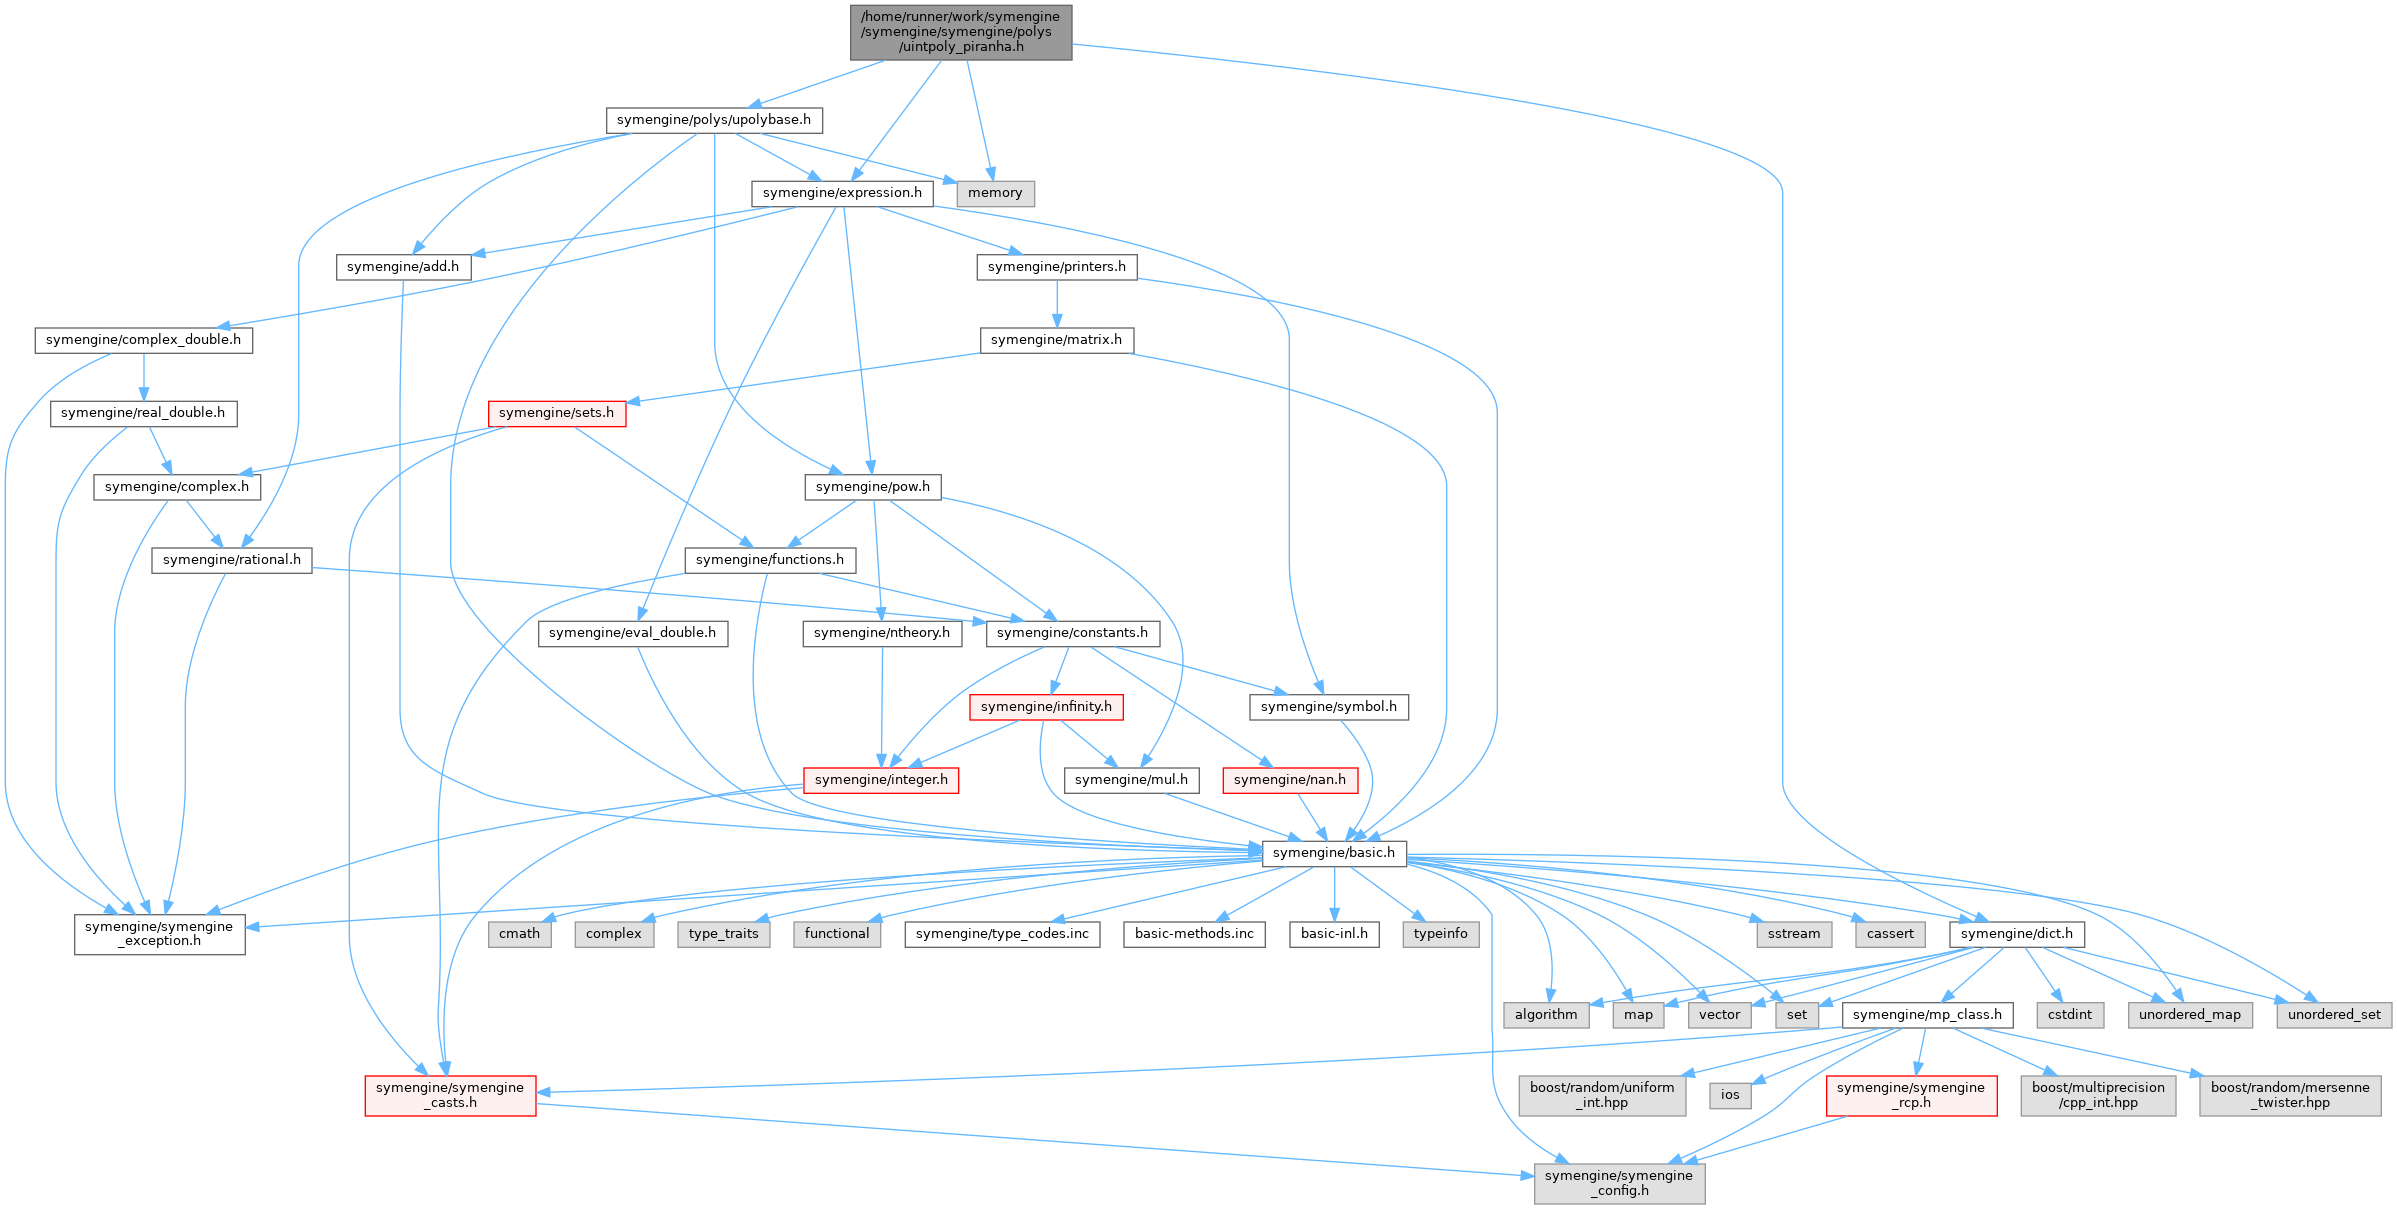 /home/runner/work/symengine
/symengine/symengine/polys
/uintpoly_piranha.h
symengine/polys/upolybase.h
symengine/expression.h
memory
symengine/add.h
symengine/printers.h
symengine/complex_double.h
symengine/matrix.h
symengine/real_double.h
symengine/sets.h
symengine/complex.h
symengine/pow.h
symengine/rational.h
symengine/functions.h
symengine/eval_double.h
symengine/ntheory.h
symengine/constants.h
symengine/infinity.h
symengine/symbol.h
symengine/integer.h
symengine/mul.h
symengine/nan.h
symengine/basic.h
symengine/symengine
_exception.h
cmath
complex
type_traits
functional
symengine/type_codes.inc
basic-methods.inc
basic-inl.h
typeinfo
sstream
cassert
symengine/dict.h
algorithm
map
vector
set
symengine/mp_class.h
cstdint
unordered_map
unordered_set
symengine/symengine
_casts.h
boost/random/uniform
_int.hpp
ios
symengine/symengine
_rcp.h
boost/multiprecision
/cpp_int.hpp
boost/random/mersenne
_twister.hpp
symengine/symengine
_config.h